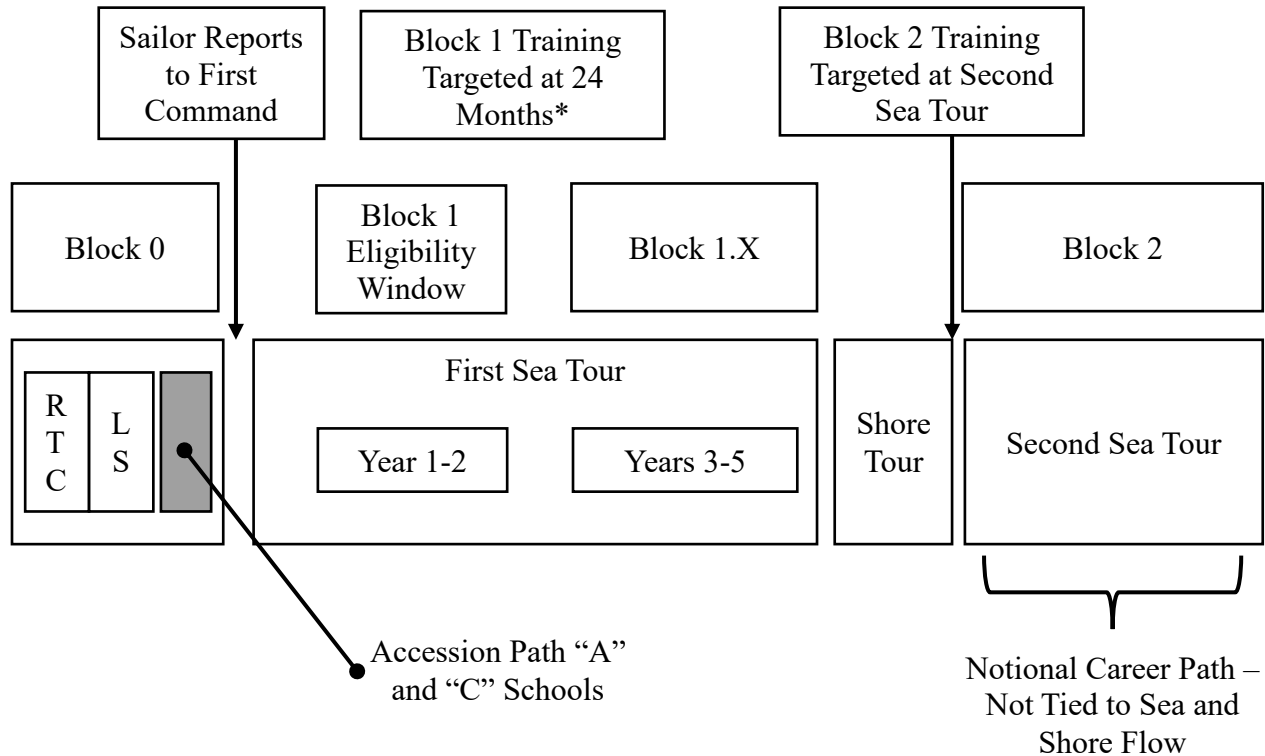 Sailor Reports
to First
Command
Block 1 Training
Targeted at 24
Months*
Block 2 Training
Targeted at Second
Sea Tour
Block 0
Block 1
Eligibility
Window
Block 1.X
Block 2
R
T
C
L
S
First Sea Tour
Year 1-2
Years 3-5
Shore
Tour
Second Sea Tour
Accession Path “A”
and “C” Schools
Notional Career Path –
Not Tied to Sea and
Shore Flow